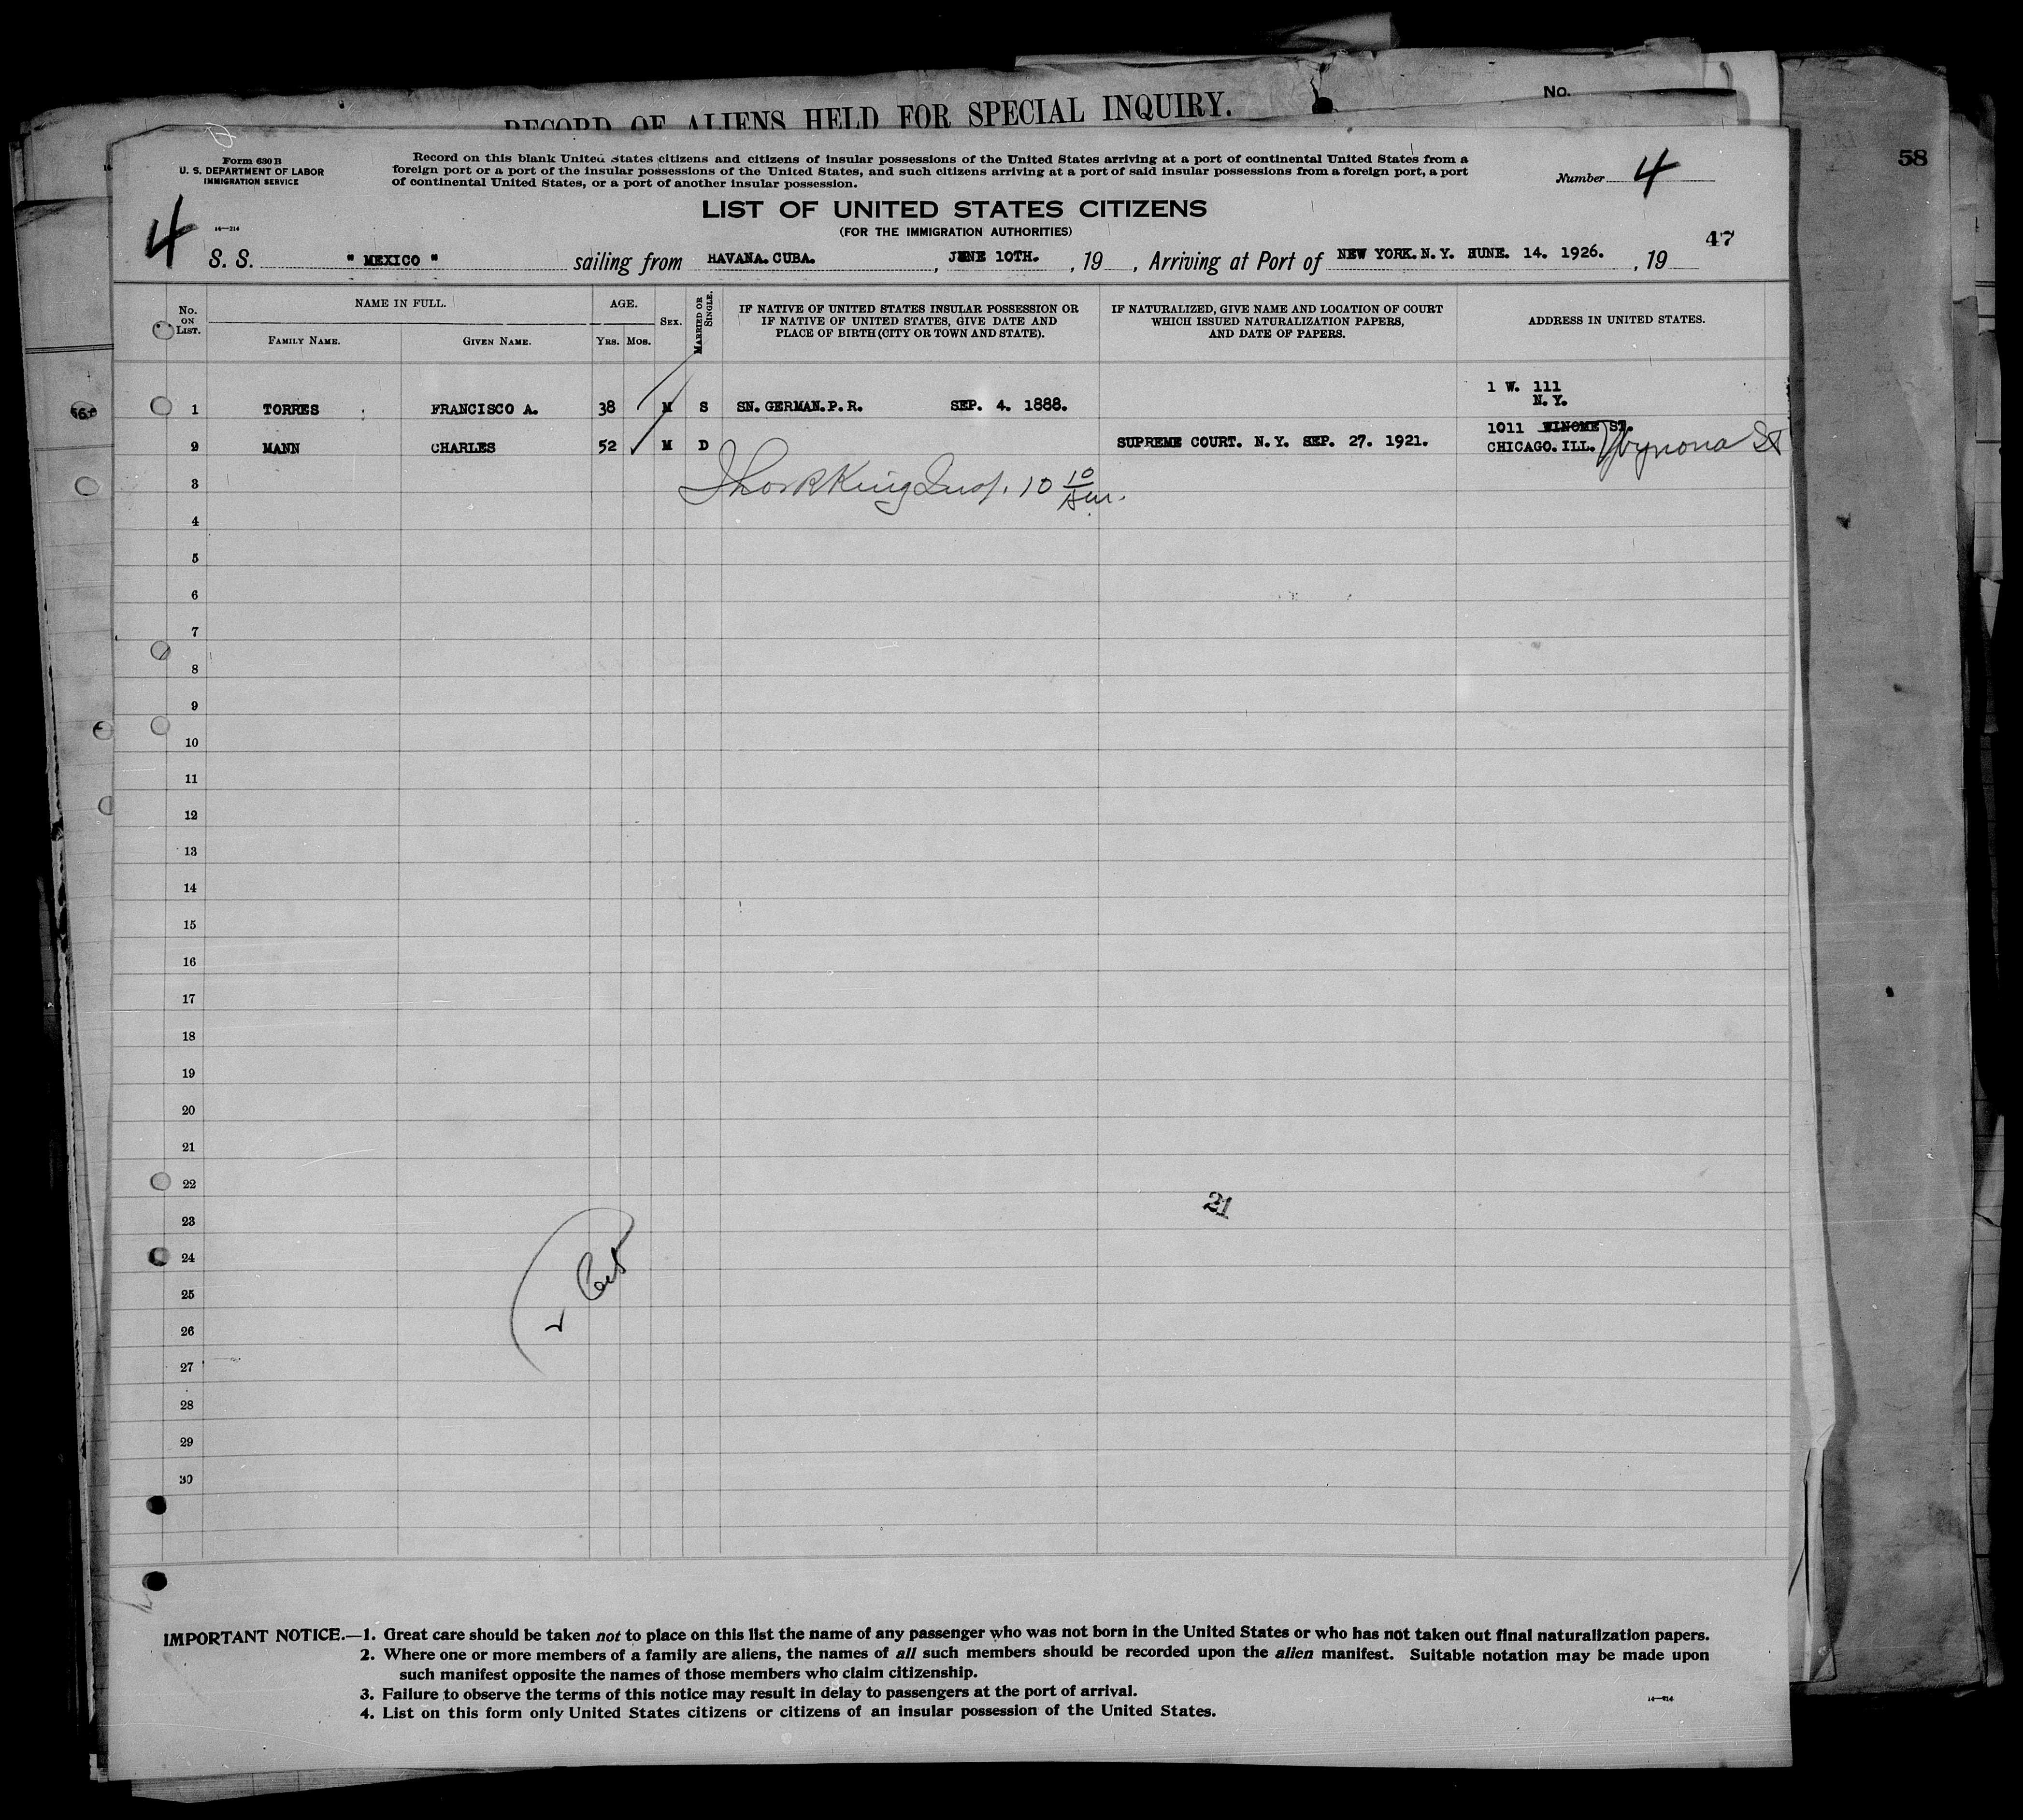 RECORD OF ALIENS HELD FOR SPECIAL INQUIRY.
No.
58
Form 630 B
U. S. DEPARTMENT OF LABOR
IMMIGRATION SERVICE
Record on this blank United States citizens and citizens of insular possessions of the United States arriving at a port of continental United States from a
foreign port or a port of the insular possessions of the United States, and such citizens arriving at a port of said insular possessions from a foreign port, a port
of continental United States, or a port of another insular possession.
Number 4
LIST OF UNITED STATES CITIZENS
(FOR THE IMMIGRATION AUTHORITIES)
47
4
14—214
S. S. " MEXICO " sailing from HAVANA. CUBA. , JUNE 10TH. , 19 , Arriving at Port of NEW YORK. N. Y. HUNE. 14. 1926. , 19
No. ON LIST.
NAME IN FULL.
FAMILY NAME.
GIVEN NAME.
AGE.
YRS. MOS.
SEX.
MARRIED OR SINGLE.
IF NATIVE OF UNITED STATES INSULAR POSSESSION OR
IF NATIVE OF UNITED STATES, GIVE DATE AND
PLACE OF BIRTH (CITY OR TOWN AND STATE).
IF NATURALIZED, GIVE NAME AND LOCATION OF COURT
WHICH ISSUED NATURALIZATION PAPERS,
AND DATE OF PAPERS.
ADDRESS IN UNITED STATES.
1 TORRES FRANCISCO A. 38 M S SN. GERMAN. P. R. SEP. 4. 1888. 1 W. 111
N. Y.
2 MANN CHARLES 52 M D SUPREME COURT. N. Y. SEP. 27. 1921. 1011 WINOME ST.
CHICAGO. ILL. Wynona St
3 King Insp. 10 10 am.
4
5
6
7
8
9
10
11
12
13
14
15
16
17
18
19
20
21
22
21
23
24
25
26
27
28
29
30
IMPORTANT NOTICE.—1. Great care should be taken not to place on this list the name of any passenger who was not born in the United States or who has not taken out final naturalization papers.
2. Where one or more members of a family are aliens, the names of all such members should be recorded upon the alien manifest. Suitable notation may be made upon
such manifest opposite the names of those members who claim citizenship.
3. Failure to observe the terms of this notice may result in delay to passengers at the port of arrival.
4. List on this form only United States citizens or citizens of an insular possession of the United States.
14—214